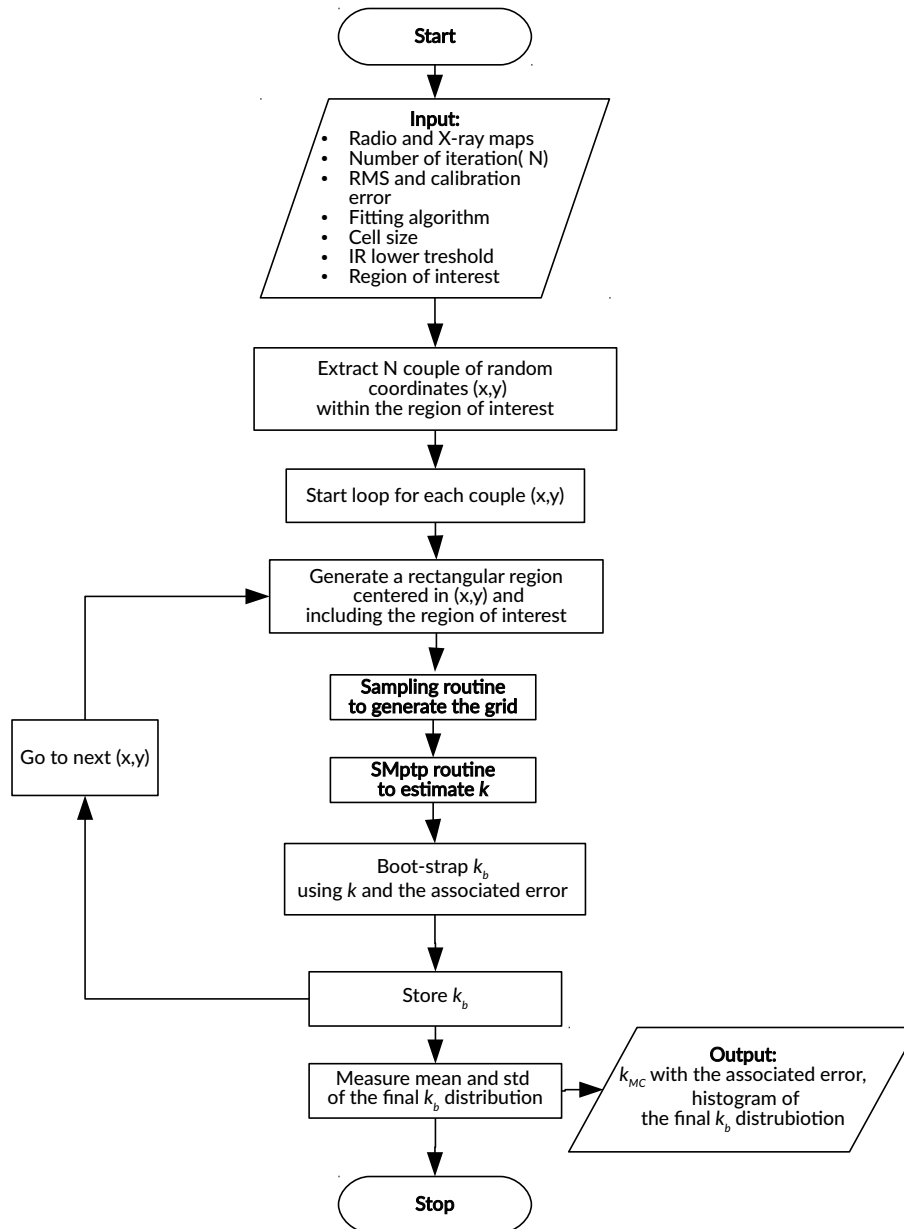 Start
Input:
• Radio and X-ray maps
• Number of iteration( N)
• RMS and calibration
error
• Fitting algorithm
• Cell size
• IR lower treshold
• Region of interest
Extract N couple of random
coordinates (x,y)
within the region of interest
Start loop for each couple (x,y)
Generate a rectangular region
centered in (x,y) and
including the region of interest
Sampling routine
to generate the grid
Go to next (x,y)
SMptp routine
to estimate k
Boot-strap k_b
using k and the associated error
Store k_b
Measure mean and std
of the final k_b distribution
Output:
k_MC with the associated error,
histogram of
the final k_b distrubiotion
Stop